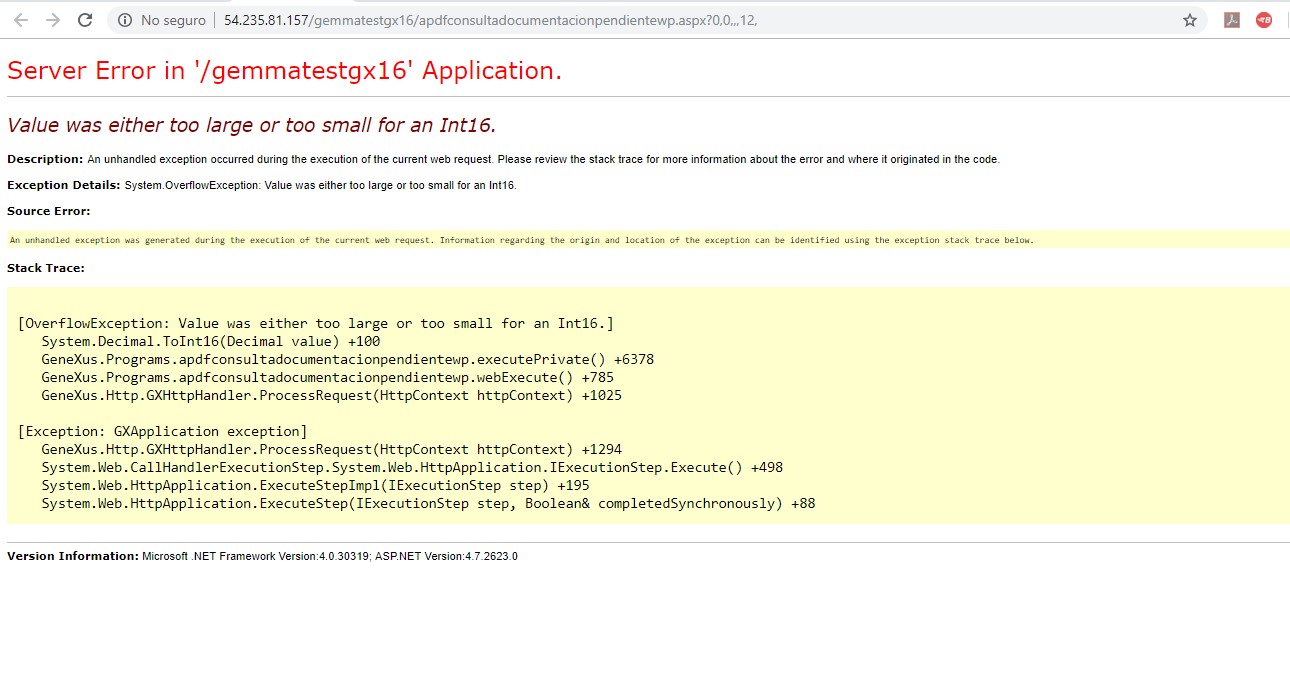 No seguro | 54.235.81.157/gemmatestgx16/apdfconsultadocumentacionpendientewp.aspx?0,0,,,12,
Server Error in '/gemmatestgx16' Application.
Value was either too large or too small for an Int16.
Description: An unhandled exception occurred during the execution of the current web request. Please review the stack trace for more information about the error and where it originated in the code.
Exception Details: System.OverflowException: Value was either too large or too small for an Int16.
Source Error:
An unhandled exception was generated during the execution of the current web request. Information regarding the origin and location of the exception can be identified using the exception stack trace below.
Stack Trace:
[OverflowException: Value was either too large or too small for an Int16.]
System.Decimal.ToInt16(Decimal value) +100
GeneXus.Programs.apdfconsultadocumentacionpendientewp.executePrivate() +6378
GeneXus.Programs.apdfconsultadocumentacionpendientewp.webExecute() +785
GeneXus.Http.GXHttpHandler.ProcessRequest(HttpContext httpContext) +1025
[Exception: GXApplication exception]
GeneXus.Http.GXHttpHandler.ProcessRequest(HttpContext httpContext) +1294
System.Web.CallHandlerExecutionStep.System.Web.HttpApplication.IExecutionStep.Execute() +498
System.Web.HttpApplication.ExecuteStepImpl(IExecutionStep step) +195
System.Web.HttpApplication.ExecuteStep(IExecutionStep step, Boolean& completedSynchronously) +88
Version Information: Microsoft .NET Framework Version:4.0.30319; ASP.NET Version:4.7.2623.0